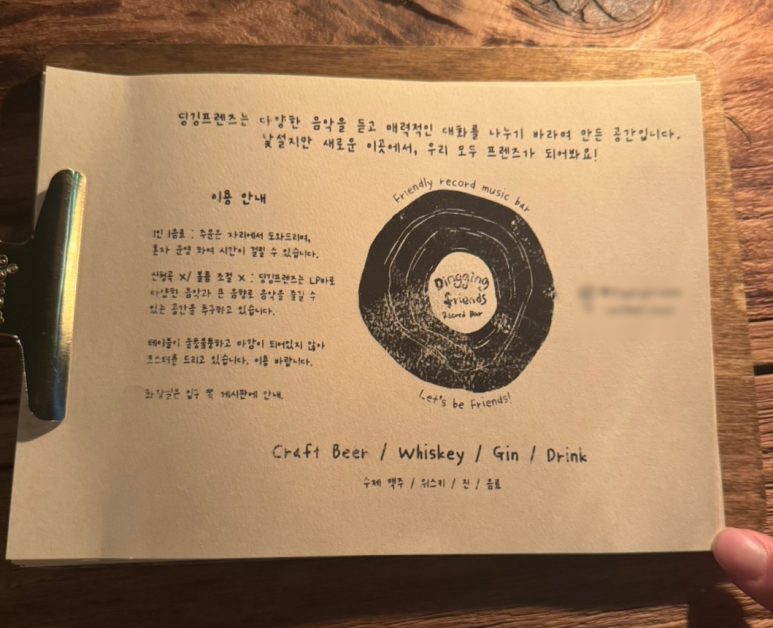 딩깅프렌즈는 다양한 음악을 듣고 매력적인 대화를 나누기 바라여 만든 공간입니다.
낯설지만 새로운 이곳에서, 우리 모두 프렌즈가 되어봐요!
이용 안내
1인 1음료 : 주문은 자리에서 도와드리며,
혼자 운영 하여 시간이 걸릴 수 있습니다.
신청곡 X/ 볼륨 조절 X : 딩깅프렌즈는 LP바로
다양한 음악과 큰 음향로 음악을 즐길 수
있는 공간을 추구하고 있습니다.
테이블이 울퉁불퉁하고 마감이 되어있지 않아
코스터를 드리고 있습니다. 이용 바랍니다.
화장실은 입구 쪽 게시판에 안내.
Friendly record music bar
Digging
friends
Record Bar
Let's be Friends!
Craft Beer / Whiskey / Gin / Drink
수제 맥주 / 위스키 / 진 / 음료